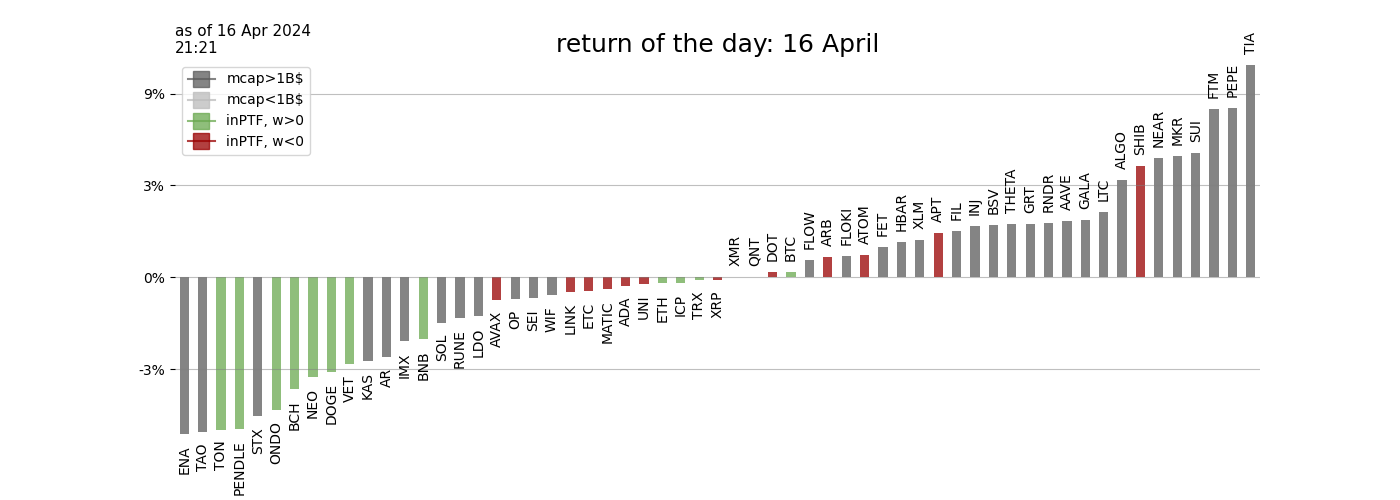 as of 16 Apr 2024
21:21
return of the day: 16 April
mcap>1B$
mcap<1B$
inPTF, w>0
inPTF, w<0
9%
3%
0%
-3%
ENA
TAO
TON
PENDLE
STX
ONDO
BCH
NEO
DOGE
VET
KAS
AR
IMX
BNB
SOL
RUNE
LDO
AVAX
OP
SEI
WIF
LINK
ETC
MATIC
ADA
UNI
ETH
ICP
TRX
XRP
XMR
QNT
DOT
BTC
FLOW
ARB
FLOKI
ATOM
FET
HBAR
XLM
APT
FIL
INJ
BSV
THETA
GRT
RNDR
AAVE
GALA
LTC
ALGO
SHIB
NEAR
MKR
SUI
FTM
PEPE
TIA